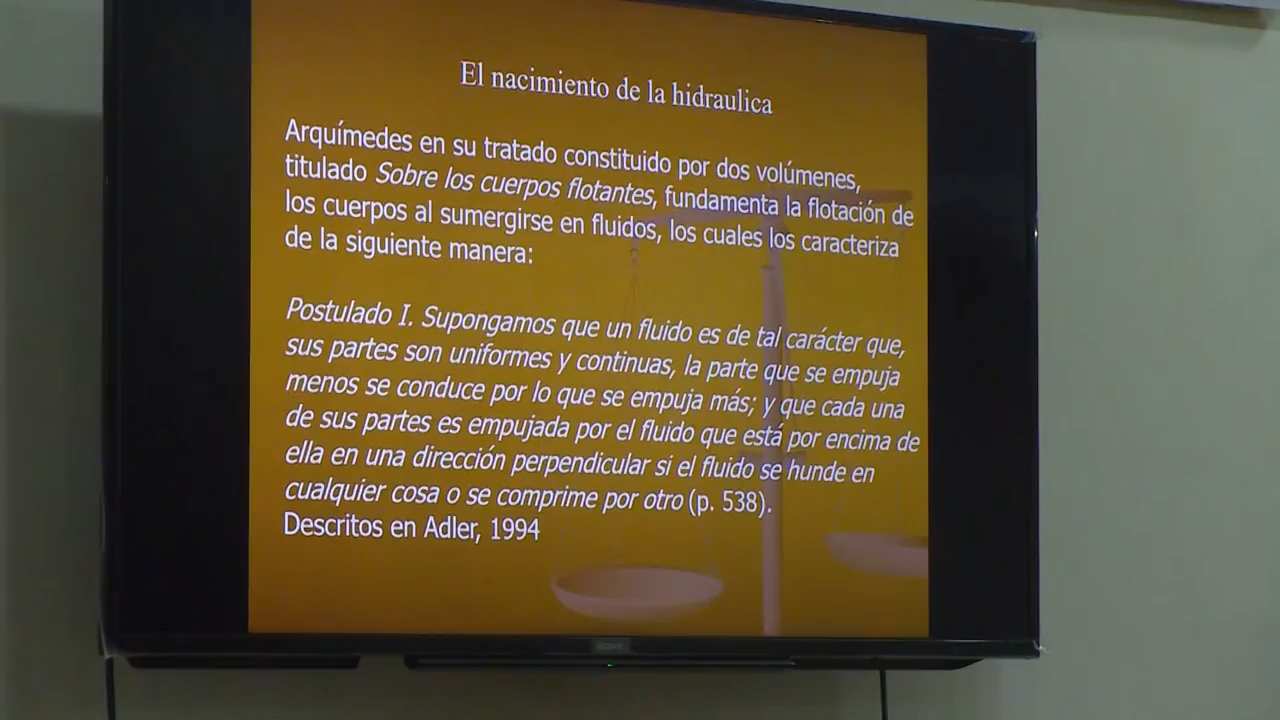 El nacimiento de la hidraulica
Arquímedes en su tratado constituido por dos volúmenes,
titulado Sobre los cuerpos flotantes, fundamenta la flotación de
los cuerpos al sumergirse en fluidos, los cuales los caracteriza
de la siguiente manera:
Postulado I. Supongamos que un fluido es de tal carácter que,
sus partes son uniformes y continuas, la parte que se empuja
menos se conduce por lo que se empuja más; y que cada una
de sus partes es empujada por el fluido que está por encima de
ella en una dirección perpendicular si el fluido se hunde en
cualquier cosa o se comprime por otro (p. 538).
Descritos en Adler, 1994
SONY